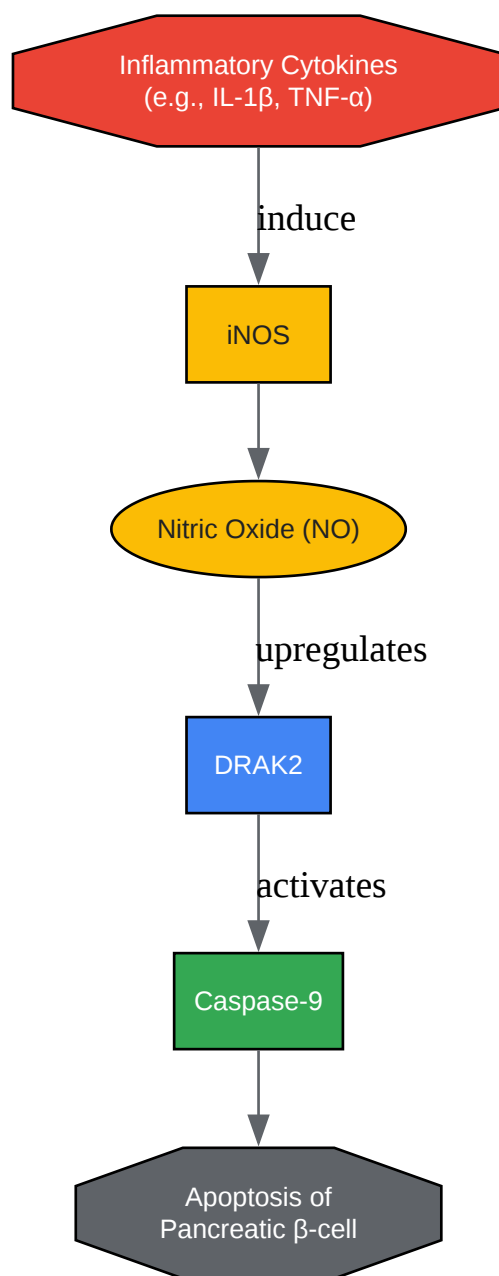 Inflammatory Cytokines
(e.g., IL-1β, TNF-α)
induce
iNOS
Nitric Oxide (NO)
upregulates
DRAK2
activates
Caspase-9
Apoptosis of
Pancreatic β-cell